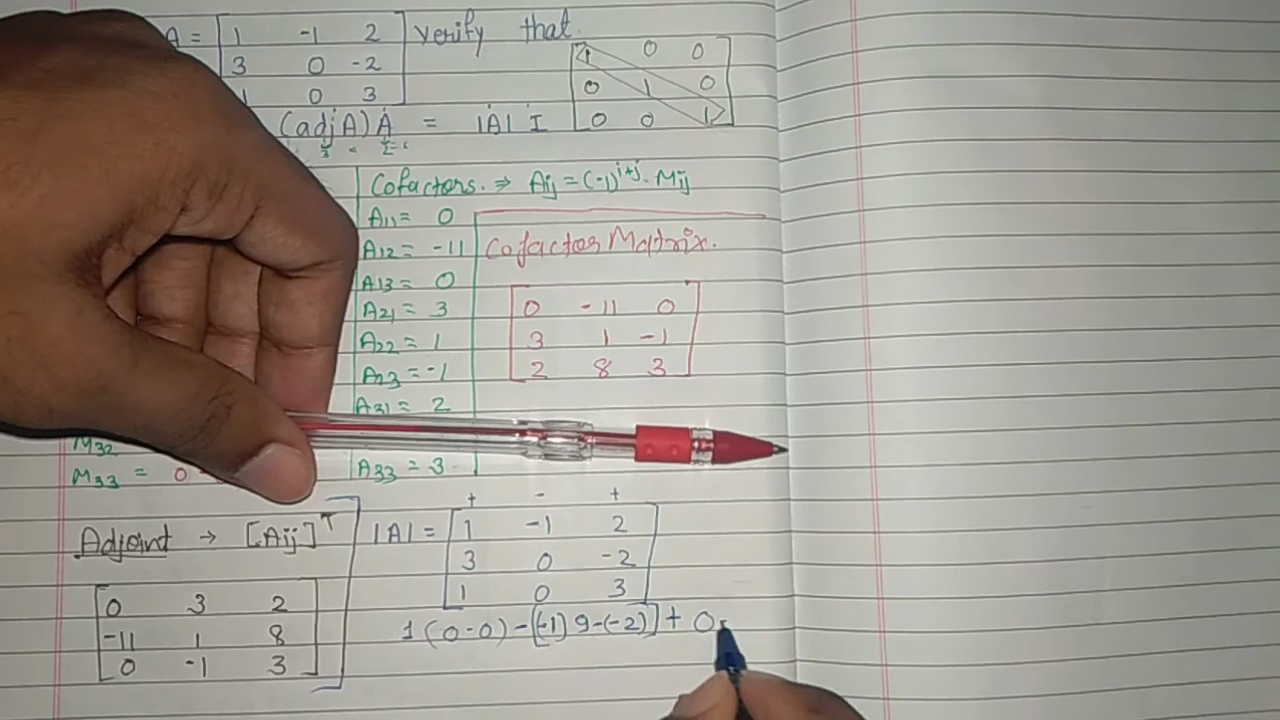 A = [ 1 -1 2 ] verify that
3 0 -2
1 0 3
0 0
0 1 0
0 0 1
(adjA)A = |A| I
Cofactors. ⇒ Aij = (-1)^i+j. Mij
A11 = 0
A12 = -11
A13 = 0
A21 = 3
A22 = 1
A23 = -1
A31 = 2
A33 = 3
Cofactor Matrix.
0 -11 0
3 1 -1
2 8 3
M32
M33 = 0
Adjoint → [Aij]^T
0 3 2
-11 1 8
0 -1 3
+ - +
|A| = 1 -1 2
3 0 -2
1 0 3
1(0-0)-[(-1)9-(-2)]+0